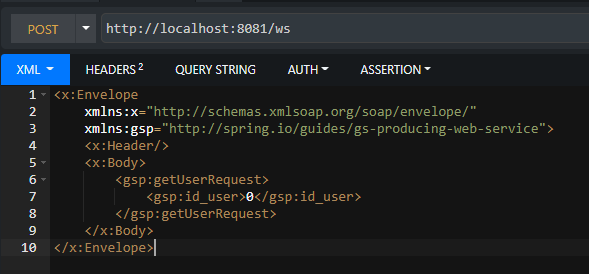 POST http://localhost:8081/ws
XML HEADERS 2 QUERY STRING AUTH ASSERTION
1 <x:Envelope
2 xmlns:x="http://schemas.xmlsoap.org/soap/envelope/"
3 xmlns:gsp="http://spring.io/guides/gs-producing-web-service">
4 <x:Header/>
5 <x:Body>
6 <gsp:getUserRequest>
7 <gsp:id_user>0</gsp:id_user>
8 </gsp:getUserRequest>
9 </x:Body>
10 </x:Envelope>